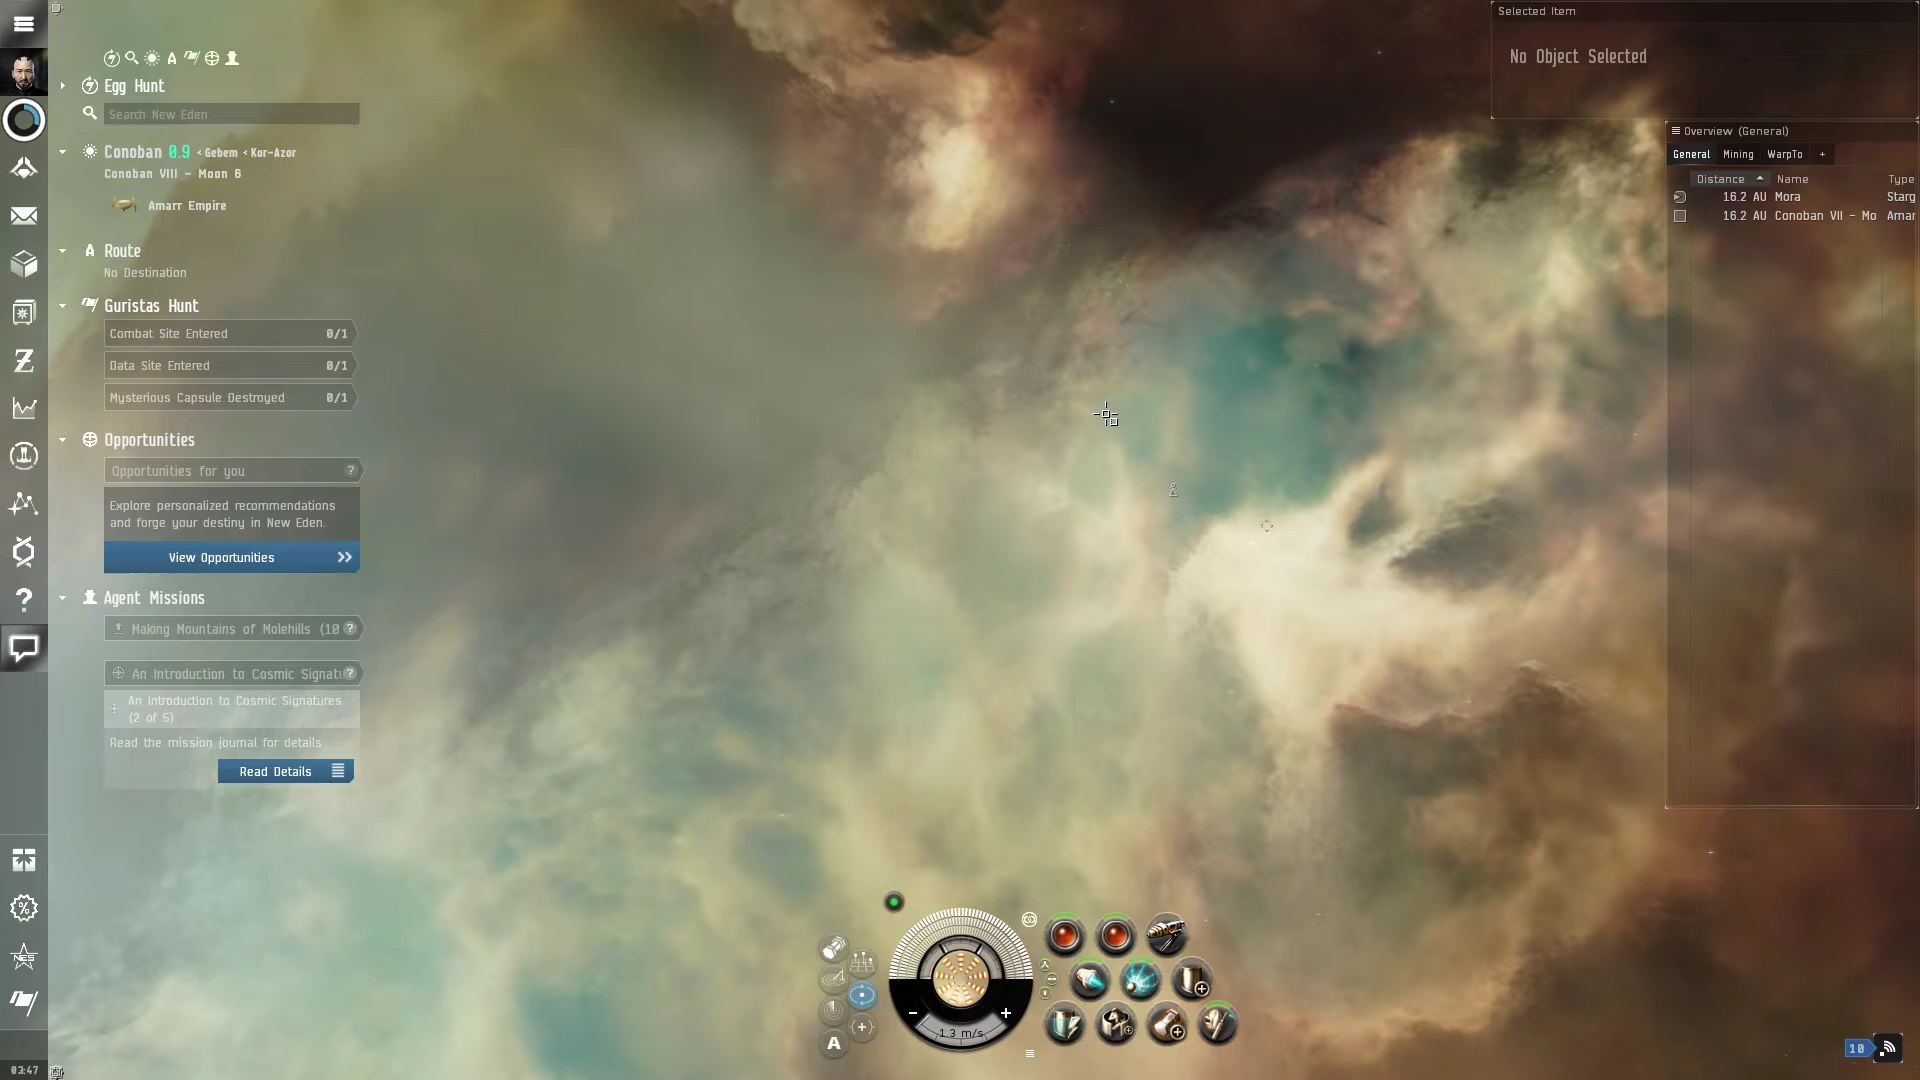 Egg Hunt
Search New Eden
Conoban 0.9 < Gebem < Kor-Azor
Conoban VIII - Moon 6
Amarr Empire
Route
No Destination
Guristas Hunt
Combat Site Entered 0/1
Data Site Entered 0/1
Mysterious Capsule Destroyed 0/1
Opportunities
Opportunities for you ?
Explore personalized recommendations
and forge your destiny in New Eden.
View Opportunities
Agent Missions
Making Mountains of Molehills (10 ?
An Introduction to Cosmic Signat ?
An Introduction to Cosmic Signatures
(2 of 5)
Read the mission journal for details
Read Details
NES
03:47
Selected Item
No Object Selected
Overview (General)
General Mining WarpTo +
Distance Name Type
16.2 AU Mora Starg
16.2 AU Conoban VII - Mo Amar
1.3 m/s
A
10